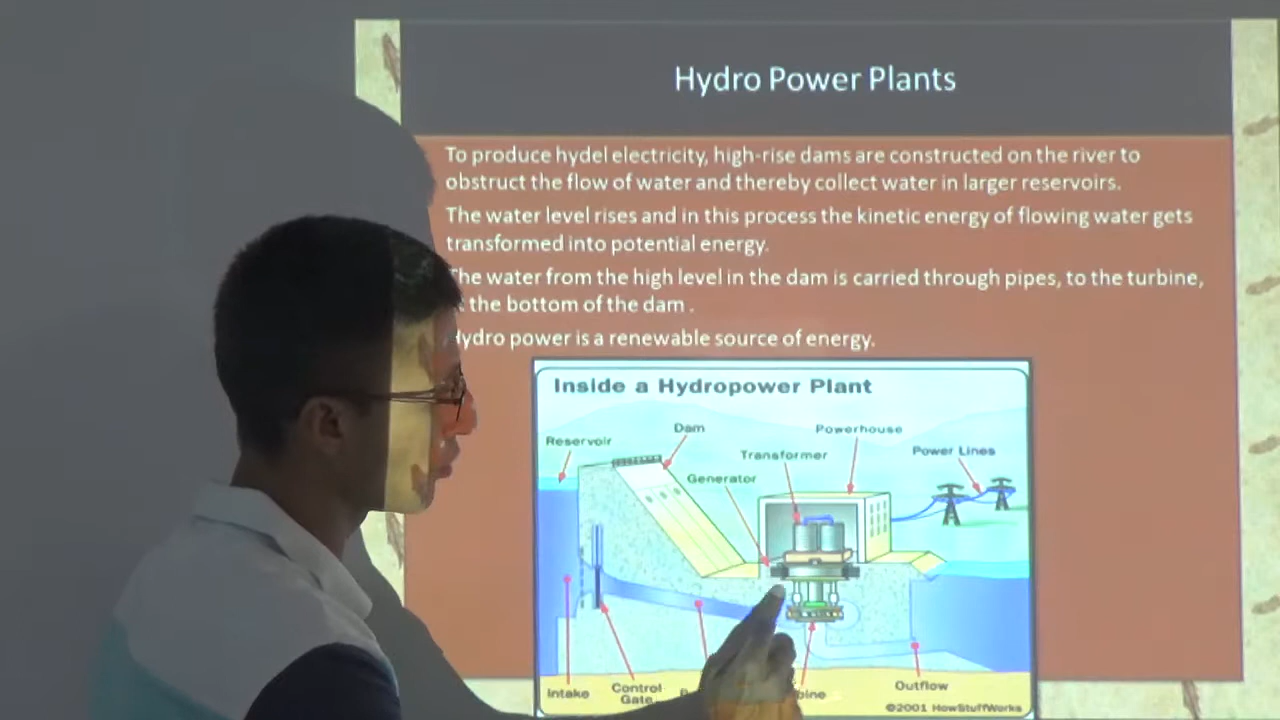 Hydro Power Plants
To produce hydel electricity, high-rise dams are constructed on the river to
obstruct the flow of water and thereby collect water in larger reservoirs.
The water level rises and in this process the kinetic energy of flowing water gets
transformed into potential energy.
The water from the high level in the dam is carried through pipes, to the turbine,
the bottom of the dam .
Hydro power is a renewable source of energy.
Inside a Hydropower Plant
Dam
Powerhouse
Reservoir
Transformer
Power Lines
Generator
Intake
Control
Gate
Outflow
©2001 HowStuffWorks